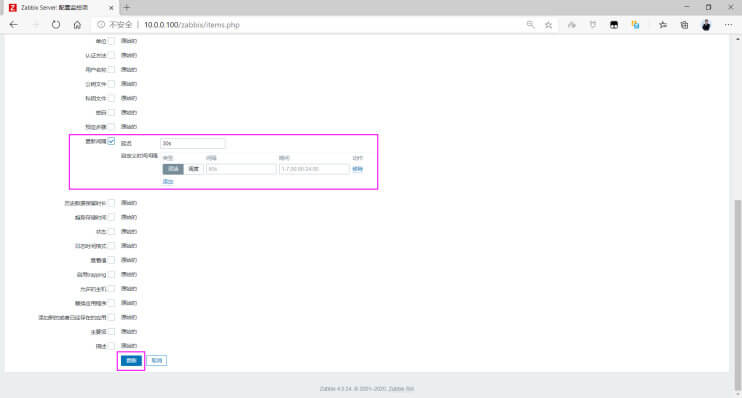 Zabbix Server: 配置监控项
不安全 | 10.0.0.100/zabbix/items.php
单位 原始的
认证方法 原始的
用户名称 原始的
公钥文件 原始的
私钥文件 原始的
密码 原始的
预处理步骤 原始的
更新间隔 延迟 30s
自定义时间间隔 类型 间隔 期间 动作
灵活 调度 50s 1-7,00:00-24:00 移除
添加
历史数据保留时长 原始的
趋势存储时间 原始的
状态 原始的
日志时间格式 原始的
查看值 原始的
启用trapping 原始的
允许的主机 原始的
替换应用程序 原始的
添加新的或者已经存在的应用 原始的
主要项 原始的
描述 原始的
更新 取消
Zabbix 4.0.24. © 2001–2020, Zabbix SIA